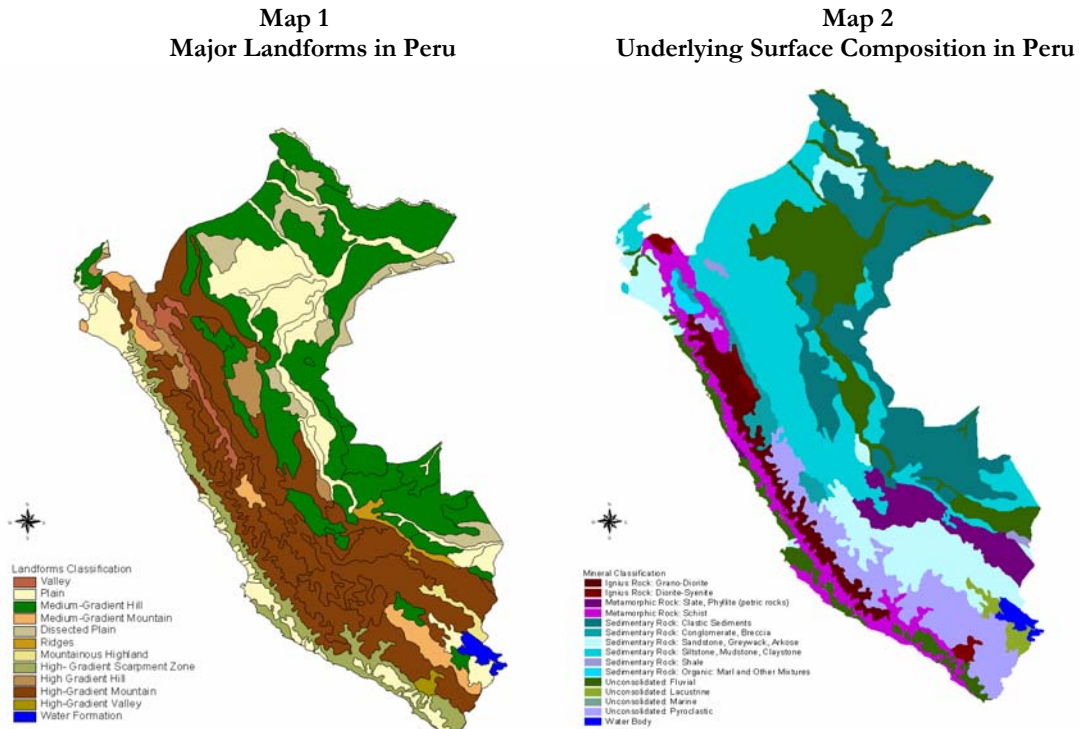 Map 1
Major Landforms in Peru
Map 2
Underlying Surface Composition in Peru
Landforms Classification
Valley
Plain
Medium-Gradient Hill
Medium-Gradient Mountain
Dissected Plain
Ridges
Mountainous Highland
High- Gradient Scarpment Zone
High Gradient Hill
High-Gradient Mountain
High-Gradient Valley
Water Formation
Mineral Classification
Ignius Rock: Grano-Diorite
Ignius Rock: Diorite-Syenite
Metamorphic Rock: Slate, Phyllite (petric rocks)
Metamorphic Rock: Schist
Sedimentary Rock: Clastic Sediments
Sedimentary Rock: Conglomerate, Breccia
Sedimentary Rock: Sandstone, Greywack, Arkose
Sedimentary Rock: Siltstone, Mudstone, Claystone
Sedimentary Rock: Shale
Sedimentary Rock: Organic: Marl and Other Mixtures
Unconsolidated: Fluvial
Unconsolidated: Lacustrine
Unconsolidated: Marine
Unconsolidated: Pyroclastic
Water Body